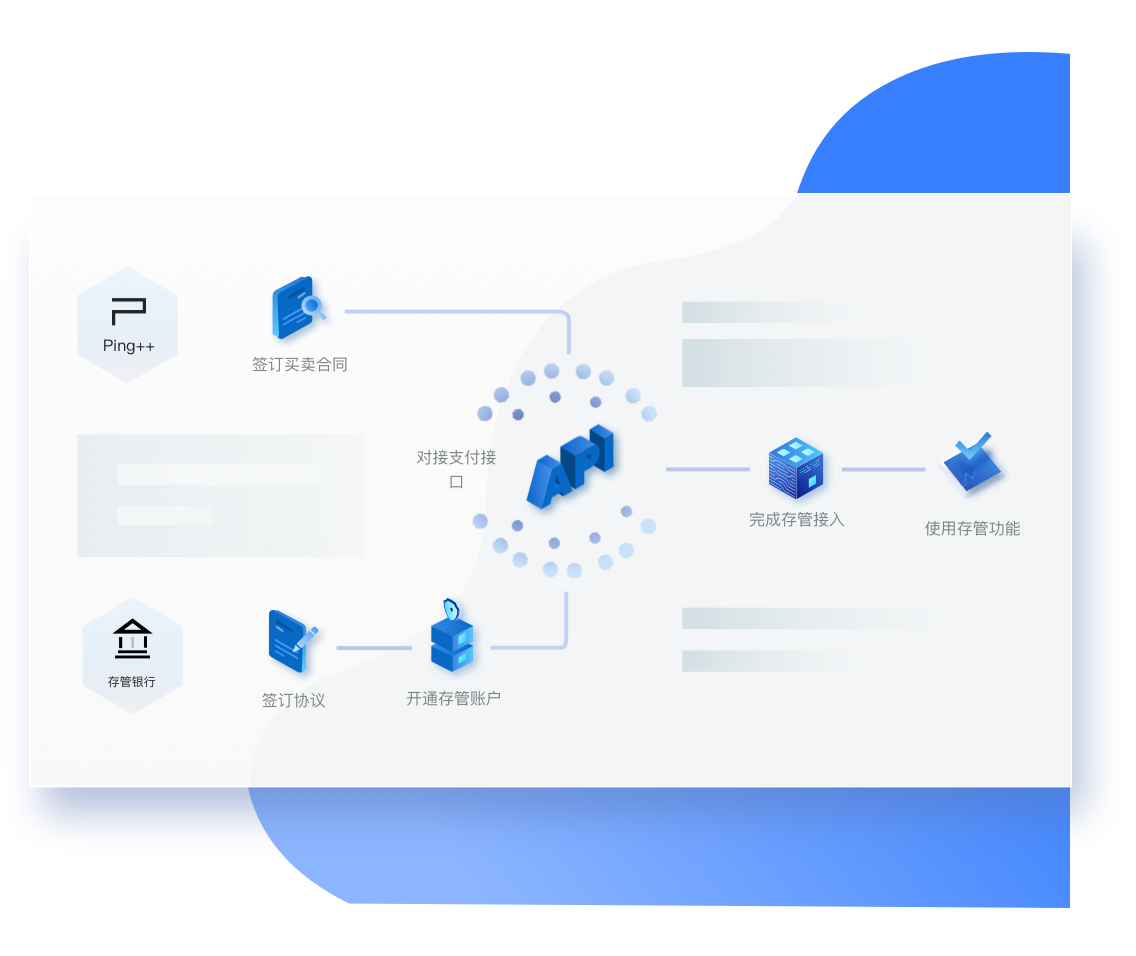 Ping++
签订买卖合同
对接支付接
口
API
完成存管接入
使用存管功能
存管银行
签订协议
开通存管账户